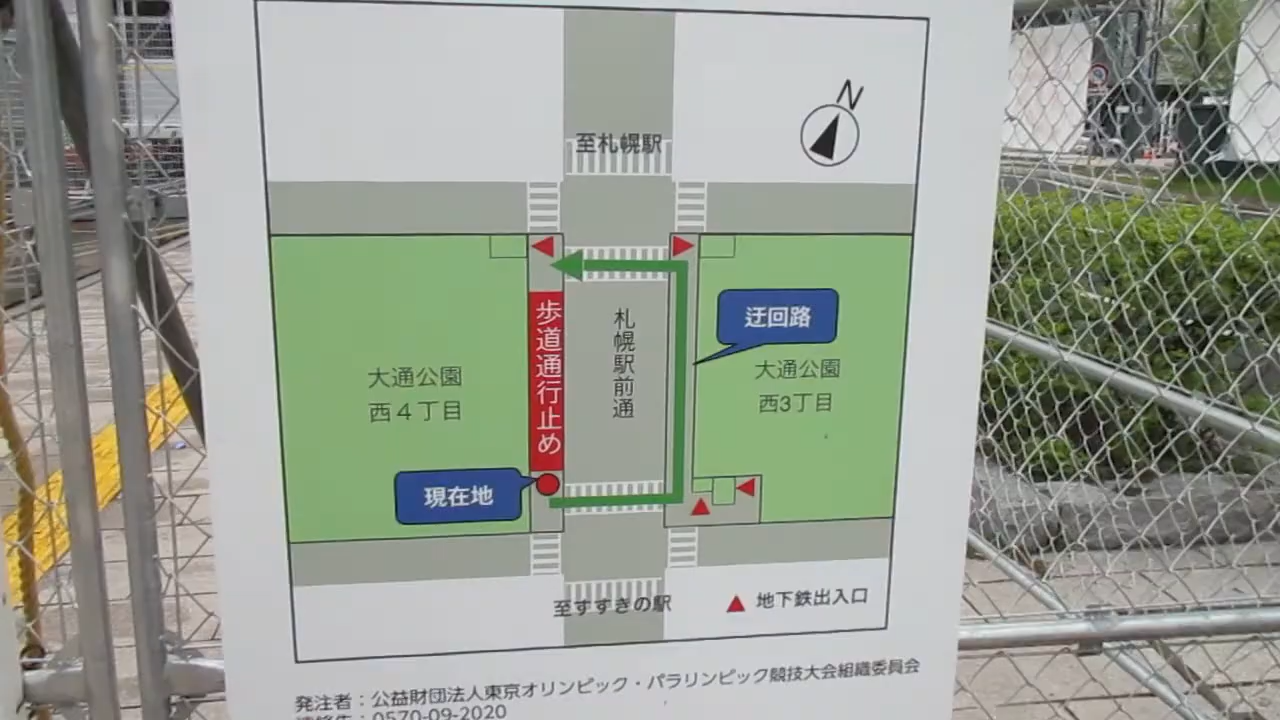 N
至札幌駅
歩道通行止め
札幌駅前通
迂回路
大通公園
西4丁目
大通公園
西3丁目
現在地
至すすきの駅
地下鉄出入口
発注者：公益財団法人東京オリンピック・パラリンピック競技大会組織委員会
連絡先：0570-09-2020